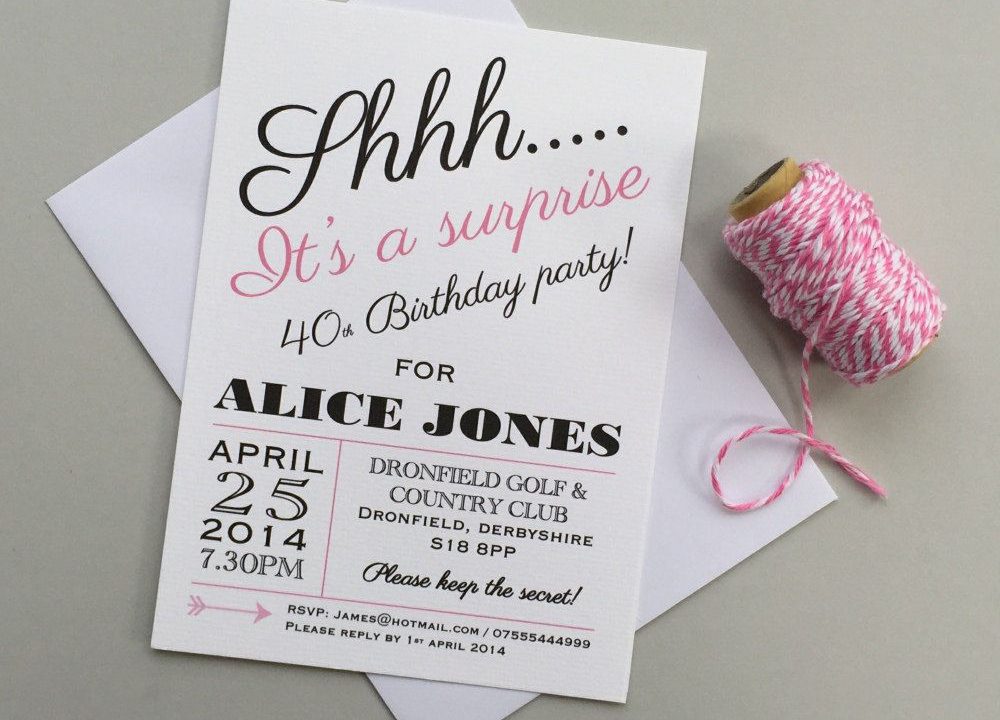 Shhh.....
It's a surprise
40th Birthday party!
FOR
ALICE JONES
APRIL
25
2014
7.30PM
DRONFIELD GOLF &
COUNTRY CLUB
DRONFIELD, DERBYSHIRE
S18 8PP
Please keep the secret!
RSVP: JAMES@HOTMAIL.COM / 07555444999
PLEASE REPLY BY 1ST APRIL 2014